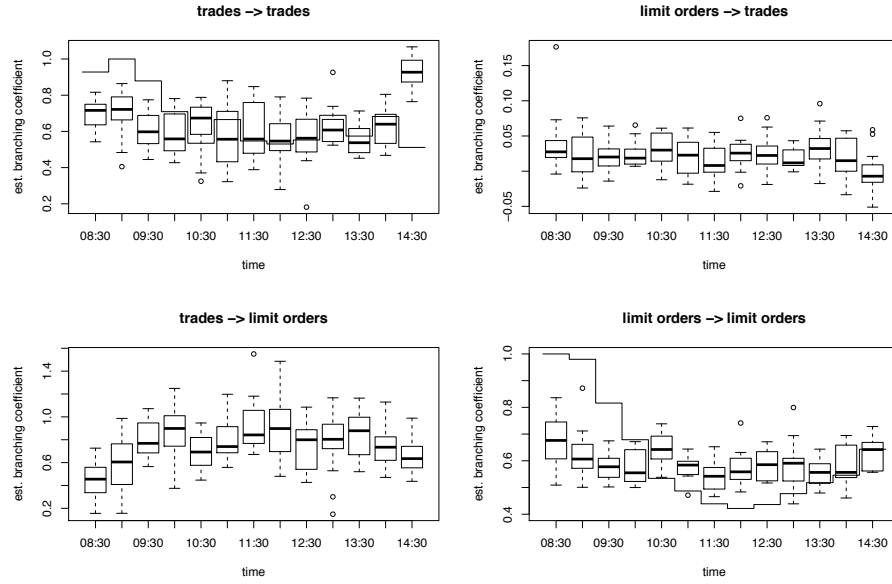 trades −> trades
est. branching coefficient
0.2 0.4 0.6 0.8 1.0
08:30 09:30 10:30 11:30 12:30 13:30 14:30
time
limit orders −> trades
est. branching coefficient
−0.05 0.05 0.15
08:30 09:30 10:30 11:30 12:30 13:30 14:30
time
trades −> limit orders
est. branching coefficient
0.2 0.6 1.0 1.4
08:30 09:30 10:30 11:30 12:30 13:30 14:30
time
limit orders −> limit orders
est. branching coefficient
0.4 0.6 0.8 1.0
08:30 09:30 10:30 11:30 12:30 13:30 14:30
time